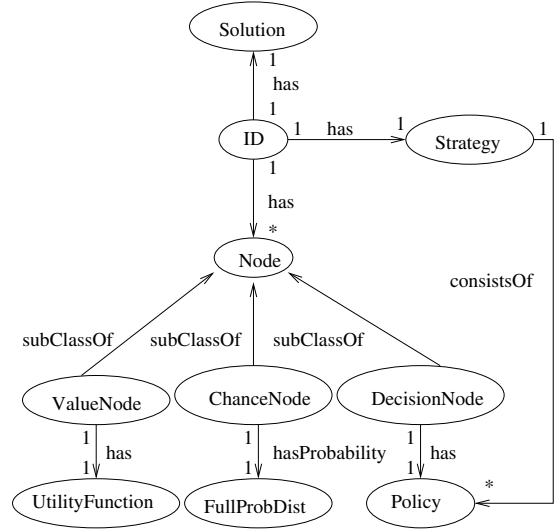 Solution
1
has
1
ID
1
has
1
Strategy
1
1
has
*
Node
consistsOf
subClassOf
subClassOf
subClassOf
ValueNode
ChanceNode
DecisionNode
1
has
1
1
hasProbability
1
1
has
1
*
UtilityFunction
FullProbDist
Policy